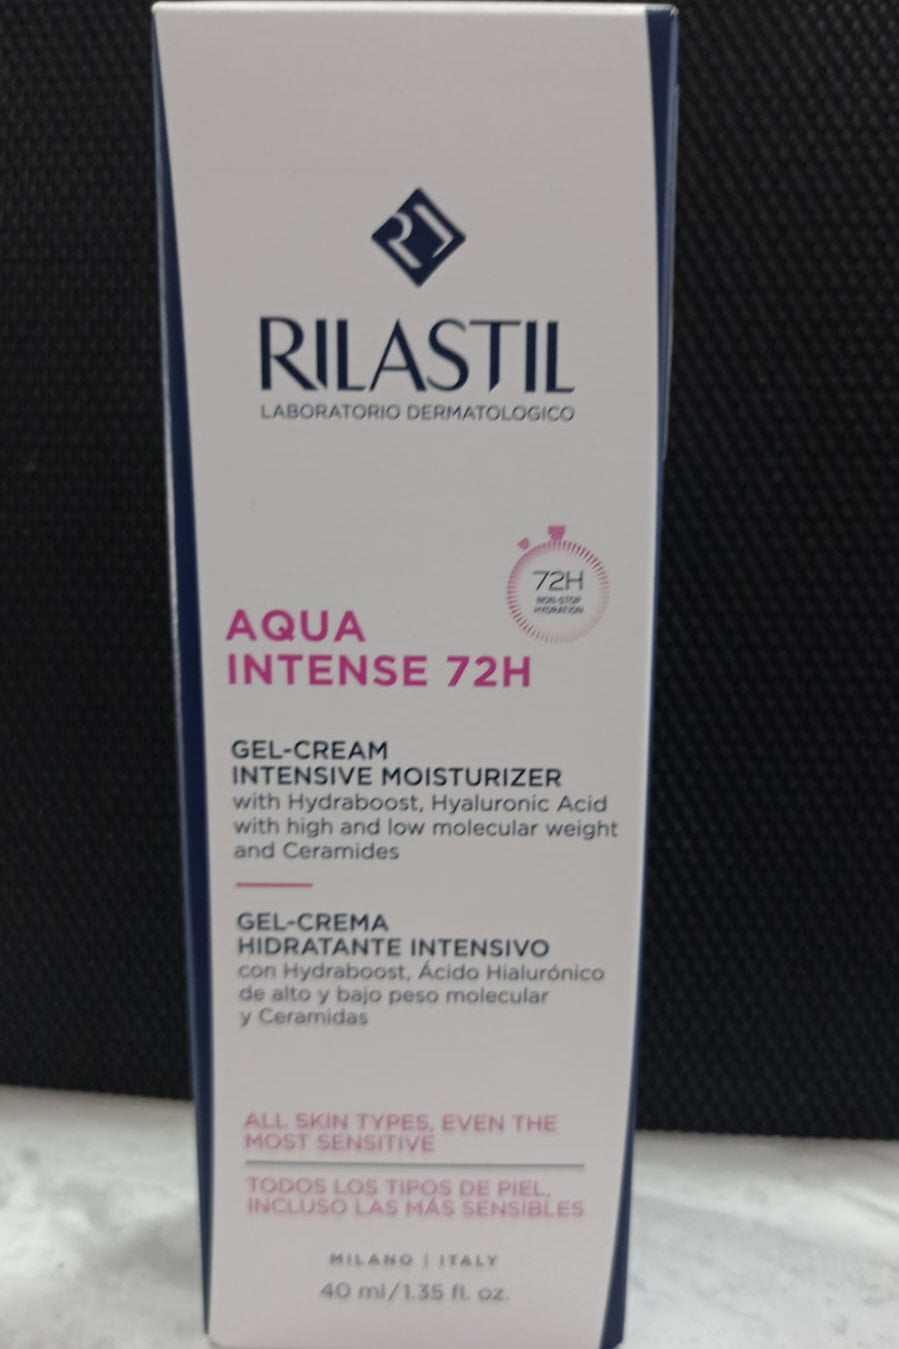 RILASTIL
LABORATORIO DERMATOLOGICO
72H
NON-STOP
HYDRATION
AQUA
INTENSE 72H
GEL-CREAM
INTENSIVE MOISTURIZER
with Hydraboost, Hyaluronic Acid
with high and low molecular weight
and Ceramides
GEL-CREMA
HIDRATANTE INTENSIVO
con Hydraboost, Ácido Hialurónico
de alto y bajo peso molecular
y Ceramidas
ALL SKIN TYPES, EVEN THE
MOST SENSITIVE
TODOS LOS TIPOS DE PIEL,
INCLUSO LAS MÁS SENSIBLES
MILANO | ITALY
40 ml/1.35 fl. oz.